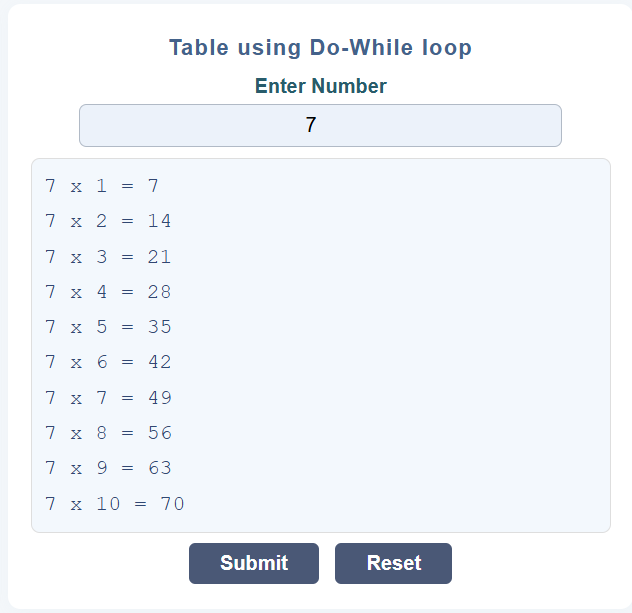 Table using Do-While loop
Enter Number
7
7 x 1 = 7
7 x 2 = 14
7 x 3 = 21
7 x 4 = 28
7 x 5 = 35
7 x 6 = 42
7 x 7 = 49
7 x 8 = 56
7 x 9 = 63
7 x 10 = 70
Submit Reset